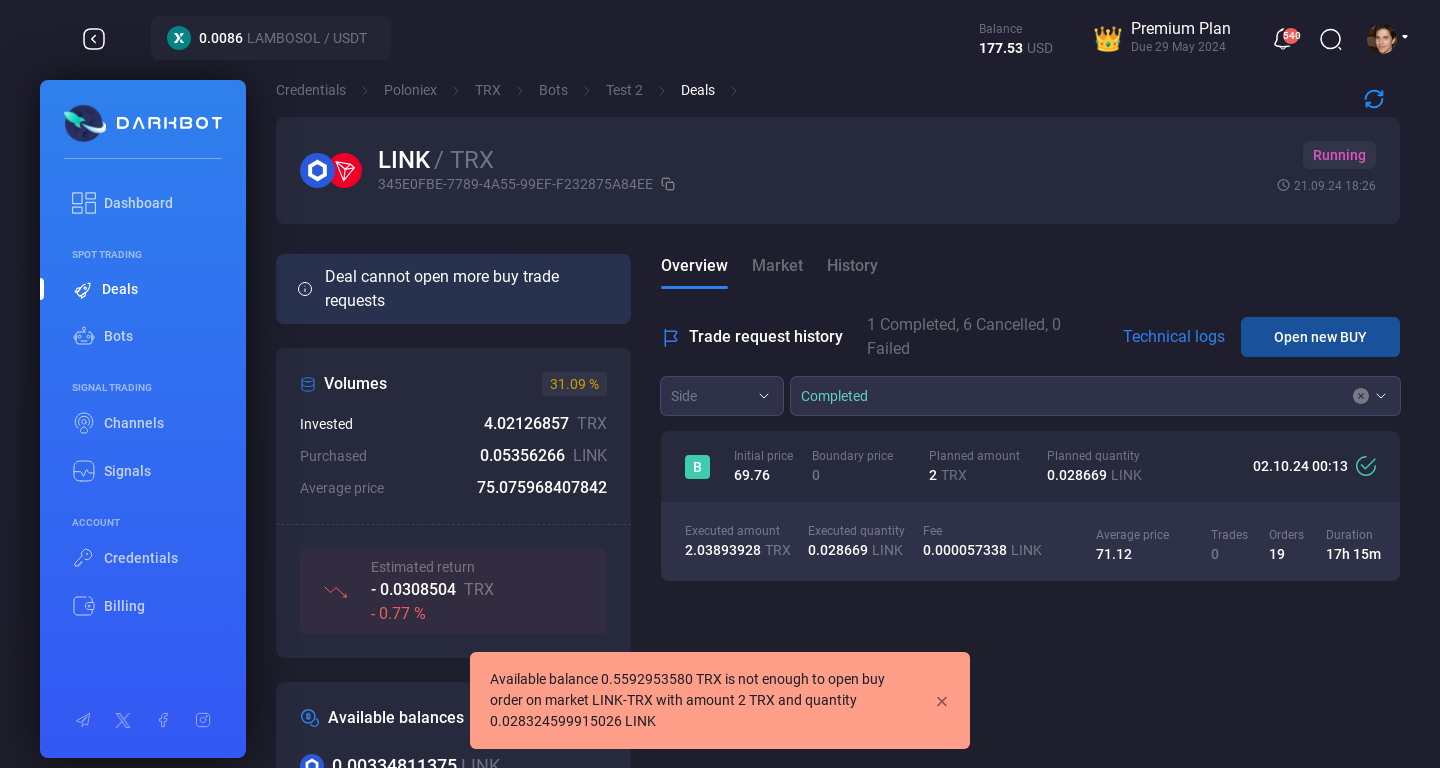 0.0086 LAMBOSOL / USDT
Balance
177.53 USD
Premium Plan
Due 29 May 2024
540
Credentials
Poloniex
TRX
Bots
Test 2
Deals
DARKBOT
Dashboard
SPOT TRADING
Deals
Bots
SIGNAL TRADING
Channels
Signals
ACCOUNT
Credentials
Billing
LINK / TRX
345E0FBE-7789-4A55-99EF-F232875A84EE
Running
21.09.24 18:26
Deal cannot open more buy trade
requests
Volumes
31.09 %
Invested
4.02126857 TRX
Purchased
0.05356266 LINK
Average price
75.075968407842
Estimated return
- 0.0308504 TRX
- 0.77 %
Available balances
0.00334811375 LINK
Overview
Market
History
Trade request history
1 Completed, 6 Cancelled, 0
Failed
Technical logs
Open new BUY
Side
Completed
B
Initial price
69.76
Boundary price
0
Planned amount
2 TRX
Planned quantity
0.028669 LINK
02.10.24 00:13
Executed amount
2.03893928 TRX
Executed quantity
0.028669 LINK
Fee
0.000057338 LINK
Average price
71.12
Trades
0
Orders
19
Duration
17h 15m
Available balance 0.5592953580 TRX is not enough to open buy
order on market LINK-TRX with amount 2 TRX and quantity
0.028324599915026 LINK